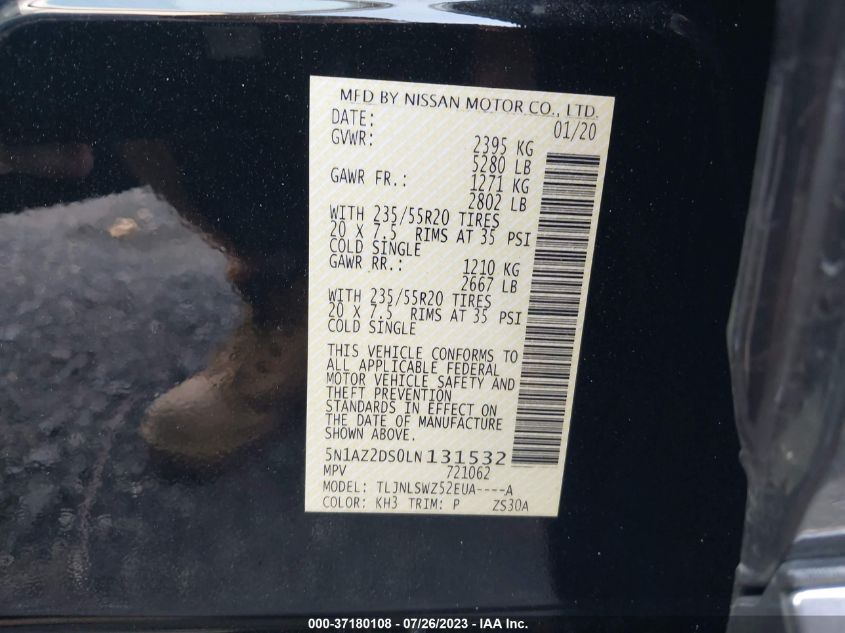 MFD BY NISSAN MOTOR CO., LTD.
DATE: 01/20
GVWR: 2395 KG
5280 LB
GAWR FR.: 1271 KG
2802 LB
WITH 235/55R20 TIRES
20 X 7.5 RIMS AT 35 PSI
COLD SINGLE
GAWR RR.: 1210 KG
2667 LB
WITH 235/55R20 TIRES
20 X 7.5 RIMS AT 35 PSI
COLD SINGLE
THIS VEHICLE CONFORMS TO
ALL APPLICABLE FEDERAL
MOTOR VEHICLE SAFETY AND
THEFT PREVENTION
STANDARDS IN EFFECT ON
THE DATE OF MANUFACTURE
SHOWN ABOVE.
5N1AZ2DS0LN131532
MPV 721062
MODEL: TLJNLSWZ52EUA----A
COLOR: KH3 TRIM: P ZS30A
000-37180108 - 07/26/2023 - IAA Inc.